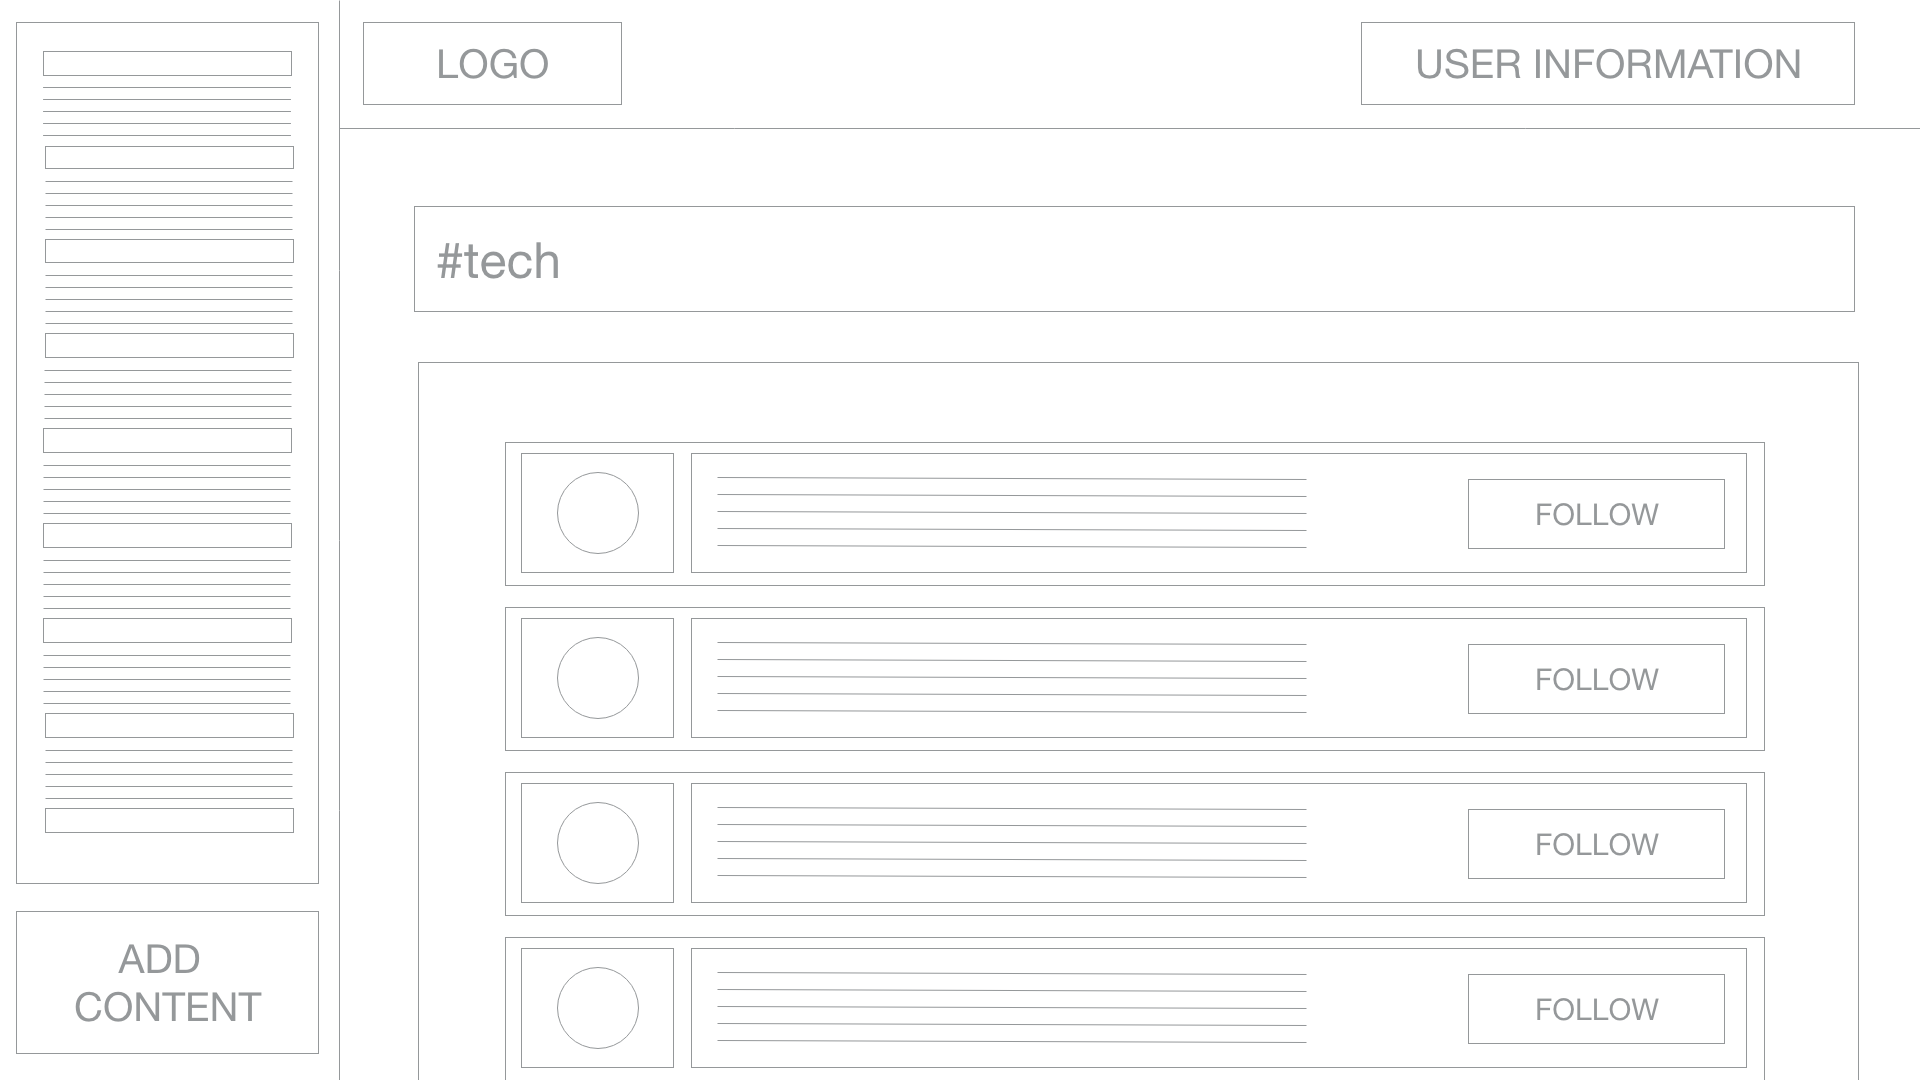 LOGO
USER INFORMATION
#tech
FOLLOW
FOLLOW
FOLLOW
FOLLOW
ADD
CONTENT